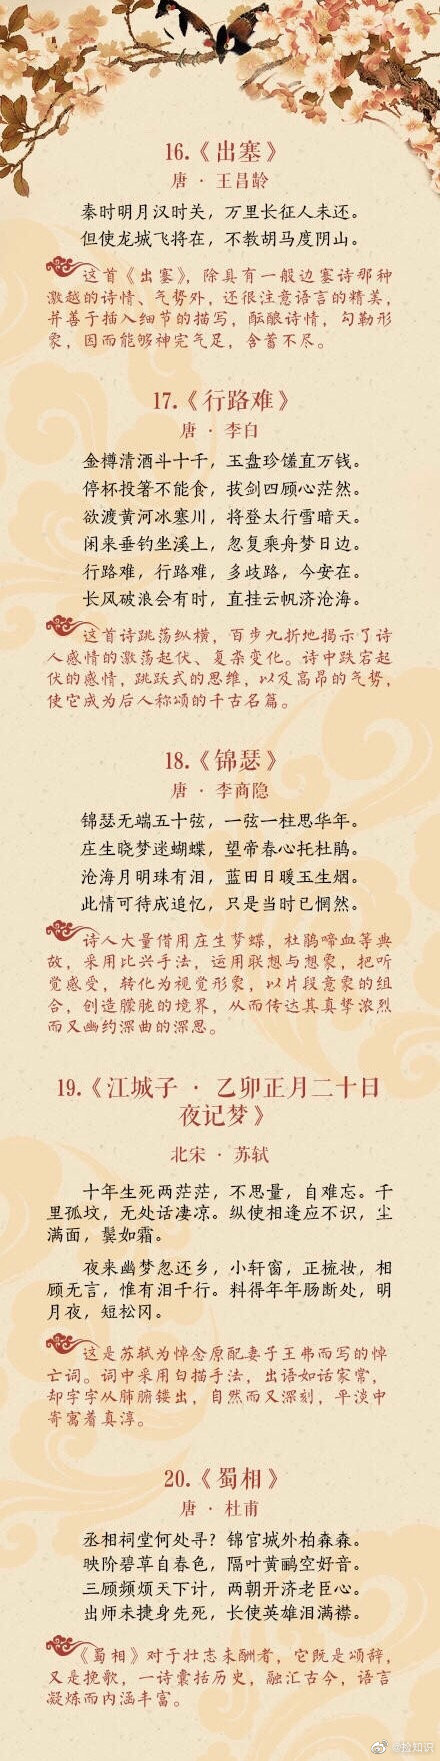 16.《出塞》
唐 · 王昌龄
秦时明月汉时关，万里长征人未还。
但使龙城飞将在，不教胡马度阴山。
这首《出塞》，除具有一般边塞诗那种
激越的诗情、气势外，还很注意语言的精美，
并善于插入细节的描写，酝酿诗情，勾勒形
象，因而能够神完气足，含蓄不尽。
17.《行路难》
唐 · 李白
金樽清酒斗十千，玉盘珍馐直万钱。
停杯投箸不能食，拔剑四顾心茫然。
欲渡黄河冰塞川，将登太行雪暗天。
闲来垂钓坐溪上，忽复乘舟梦日边。
行路难，行路难，多歧路，今安在。
长风破浪会有时，直挂云帆济沧海。
这首诗跳荡纵横，百步九折地揭示了诗
人感情的激荡起伏、复杂变化。诗中跌宕起
伏的感情，跳跃式的思维，以及高昂的气势，
使它成为后人称颂的千古名篇。
18.《锦瑟》
唐 · 李商隐
锦瑟无端五十弦，一弦一柱思华年。
庄生晓梦迷蝴蝶，望帝春心托杜鹃。
沧海月明珠有泪，蓝田日暖玉生烟。
此情可待成追忆，只是当时已惘然。
诗人大量借用庄生梦蝶，杜鹃啼血等典
故，采用比兴手法，运用联想与想象，把听
觉感受，转化为视觉形象，以片段意象的组
合，创造朦胧的境界，从而传达其真挚浓烈
而又幽约深曲的深思。
19.《江城子 · 乙卯正月二十日
夜记梦》
北宋 · 苏轼
十年生死两茫茫，不思量，自难忘。千
里孤坟，无处话凄凉。纵使相逢应不识，尘
满面，鬓如霜。
夜来幽梦忽还乡，小轩窗，正梳妆，相
顾无言，惟有泪千行。料得年年肠断处，明
月夜，短松冈。
这是苏轼为悼念原配妻子王弗而写的悼
亡词。词中采用白描手法，出语如话家常，
却字字从肺腑镂出，自然而又深刻，平淡中
寄寓着真淳。
20.《蜀相》
唐 · 杜甫
丞相祠堂何处寻？锦官城外柏森森。
映阶碧草自春色，隔叶黄鹂空好音。
三顾频烦天下计，两朝开济老臣心。
出师未捷身先死，长使英雄泪满襟。
《蜀相》对于壮志未酬者，它既是颂辞，
又是挽歌，一诗囊括历史，融汇古今，语言
凝炼而内涵丰富。
@捡知识